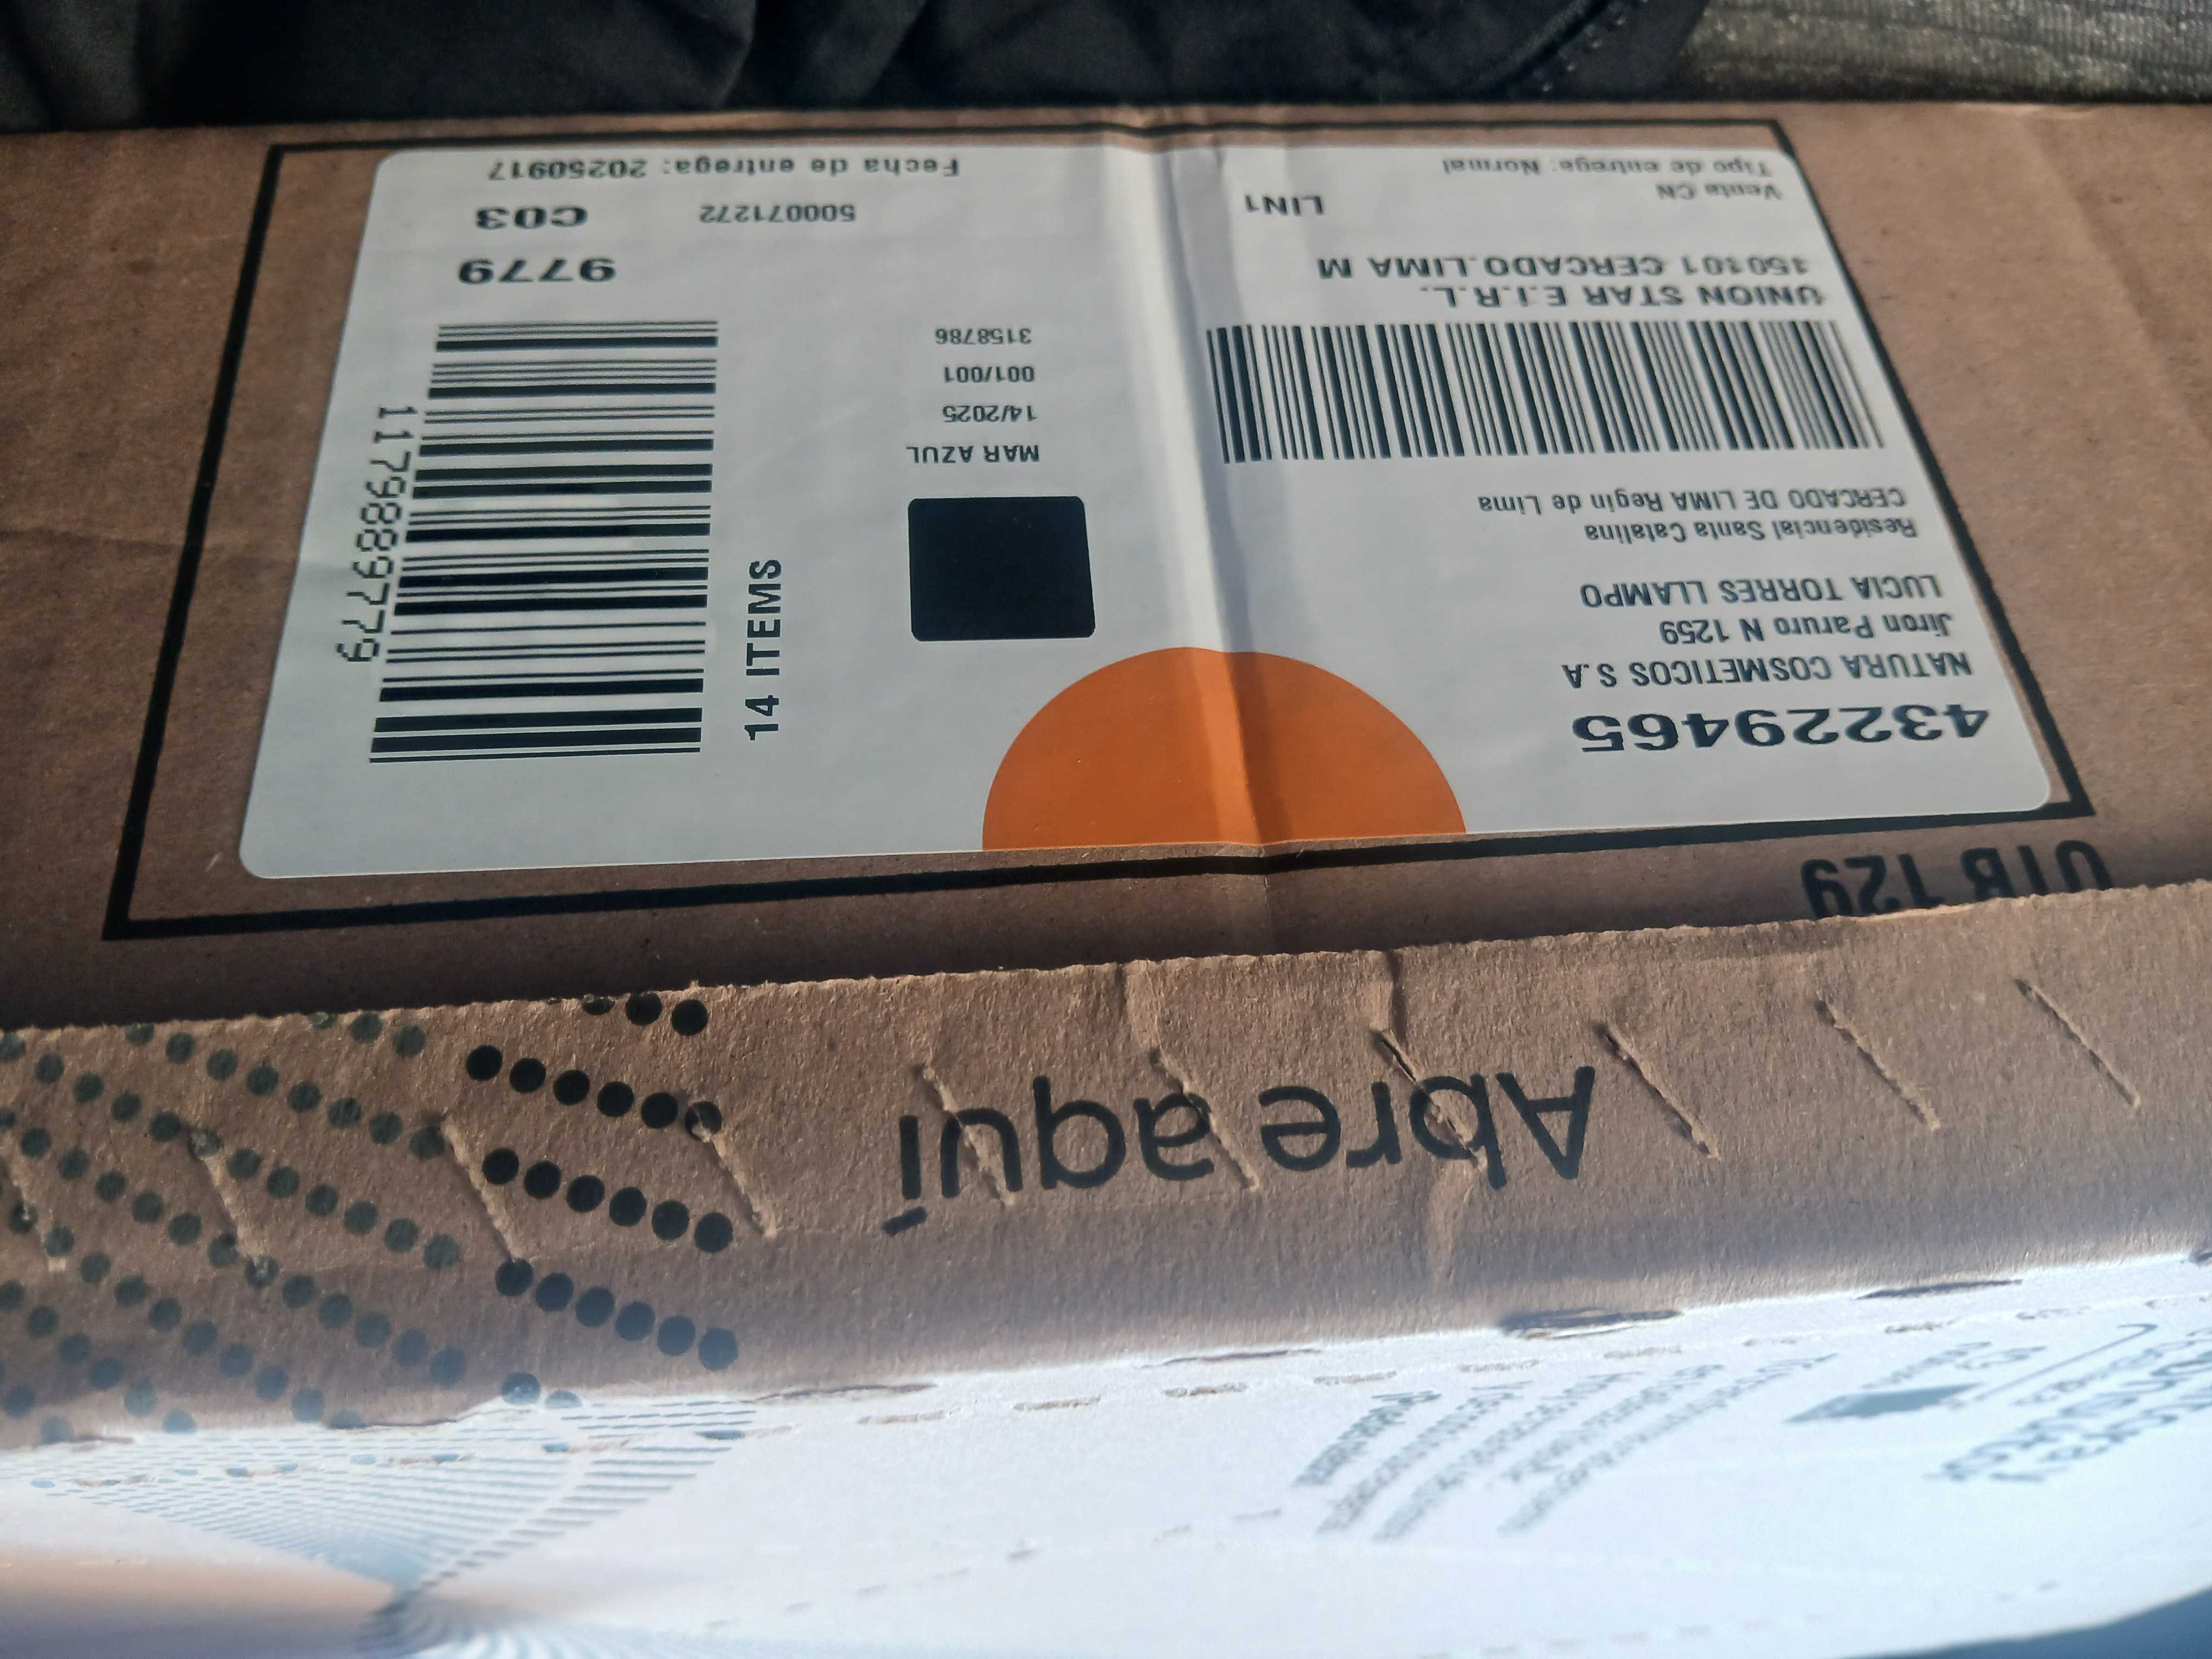 UTB 129
43229465
NATURA COSMETICOS S.A
Jiron Paruro N 1259
LUCIA TORRES LLAMPO
Residencial Santa Catalina
CERCADO DE LIMA Regin de Lima
UNION STAR E.I.R.L.
150101 CERCADO.LIMA M
Venta CN
LIN1
Tipo de entrega: Normal
MAR AZUL
14/2025
001/001
3158786
14 ITEMS
1179889779
9779
500071272
C03
Fecha de entrega: 20250917
Abre aquí